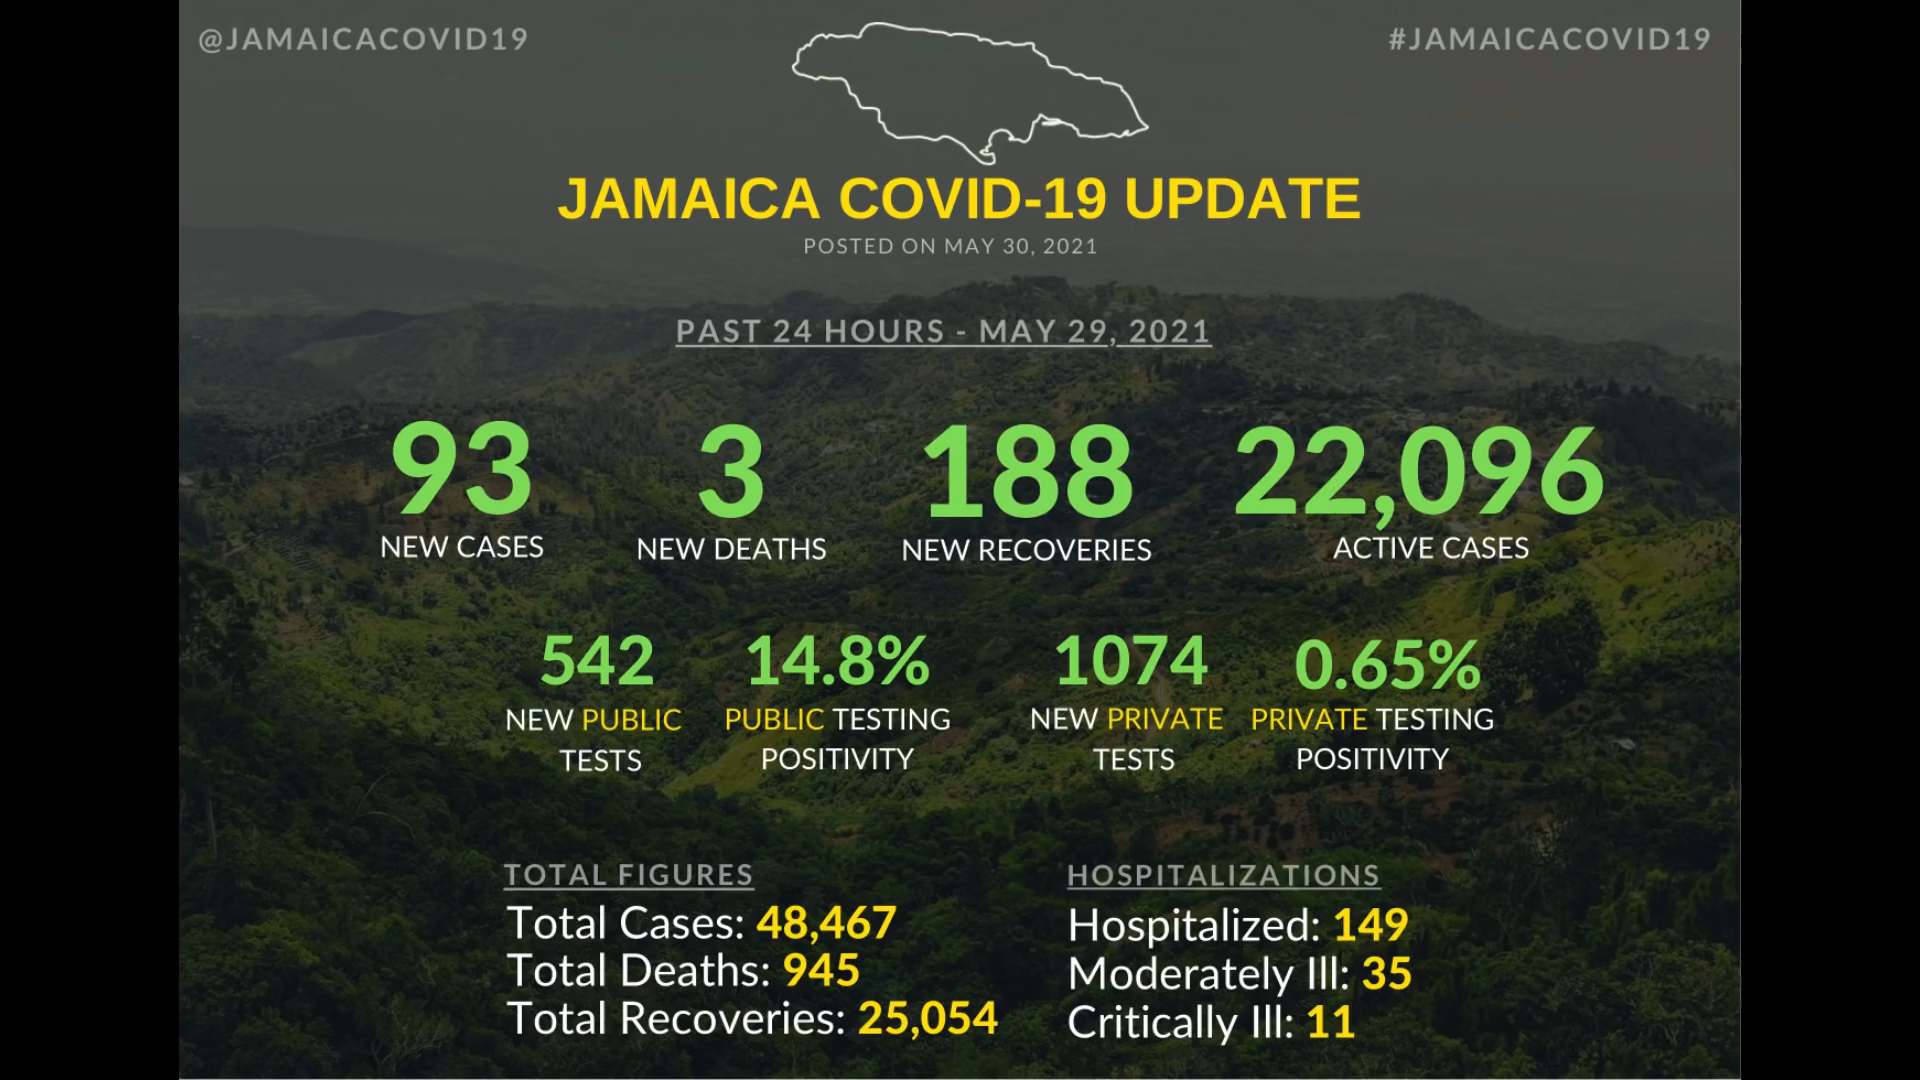 @JAMAICACOVID19
#JAMAICACOVID19
JAMAICA COVID-19 UPDATE
POSTED ON MAY 30, 2021
PAST 24 HOURS - MAY 29, 2021
93
NEW CASES
3
NEW DEATHS
188
NEW RECOVERIES
22,096
ACTIVE CASES
542
NEW PUBLIC
TESTS
14.8%
PUBLIC TESTING
POSITIVITY
1074
NEW PRIVATE
TESTS
0.65%
PRIVATE TESTING
POSITIVITY
TOTAL FIGURES
Total Cases: 48,467
Total Deaths: 945
Total Recoveries: 25,054
HOSPITALIZATIONS
Hospitalized: 149
Moderately Ill: 35
Critically Ill: 11